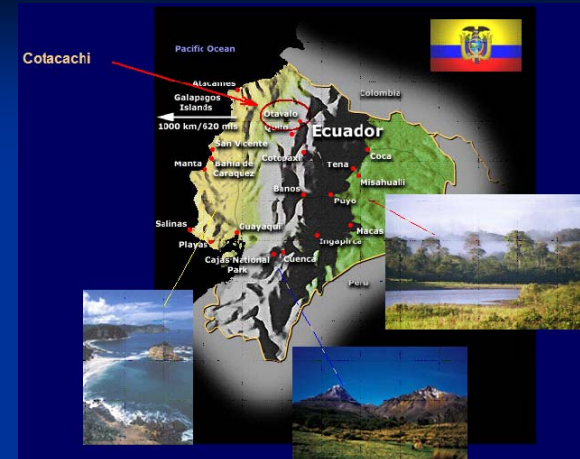 Pacific Ocean
Cotacachi
Atacames
Colombia
Galapagos
Islands
Otavalo
1000 km/620 mls
Quito
Ecuador
San Vicente
Cotopaxi
Coca
Manta
Bahia de
Caraquez
Tena
Misahualli
Banos
Puyo
Salinas
Guayaquil
Macas
Playas
Ingapirca
Cajas National
Park
Cuenca
Peru